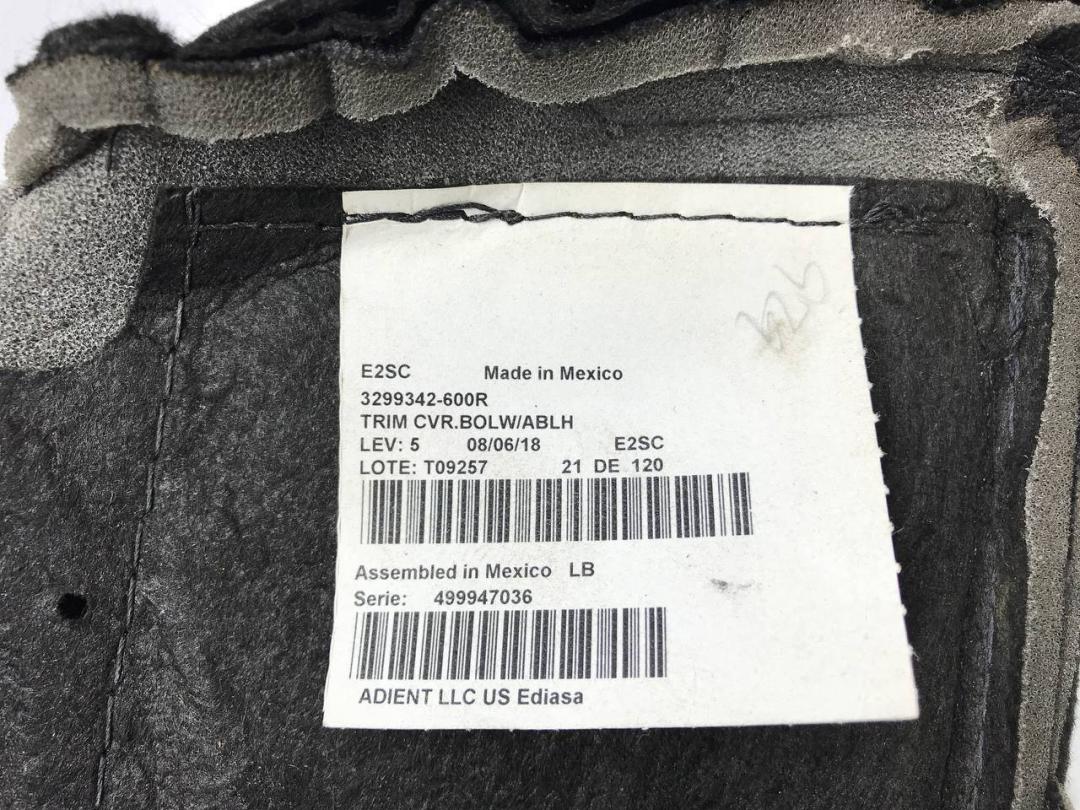 E2SC Made in Mexico
3299342-600R
TRIM CVR.BOLW/ABLH
LEV: 5 08/06/18 E2SC
LOTE: T09257 21 DE 120
Assembled in Mexico LB
Serie: 499947036
ADIENT LLC US Ediasa